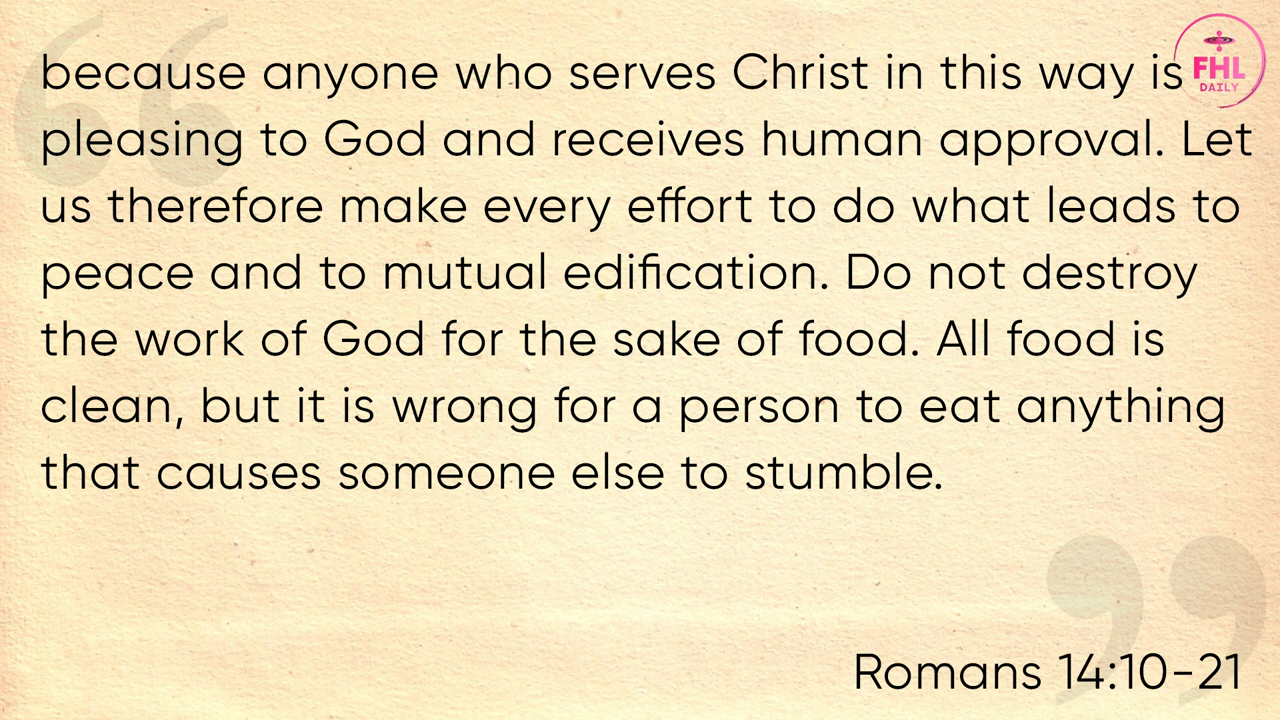 because anyone who serves Christ in this way is
FHL
DAILY
pleasing to God and receives human approval. Let
us therefore make every effort to do what leads to
peace and to mutual edification. Do not destroy
the work of God for the sake of food. All food is
clean, but it is wrong for a person to eat anything
that causes someone else to stumble.
Romans 14:10-21